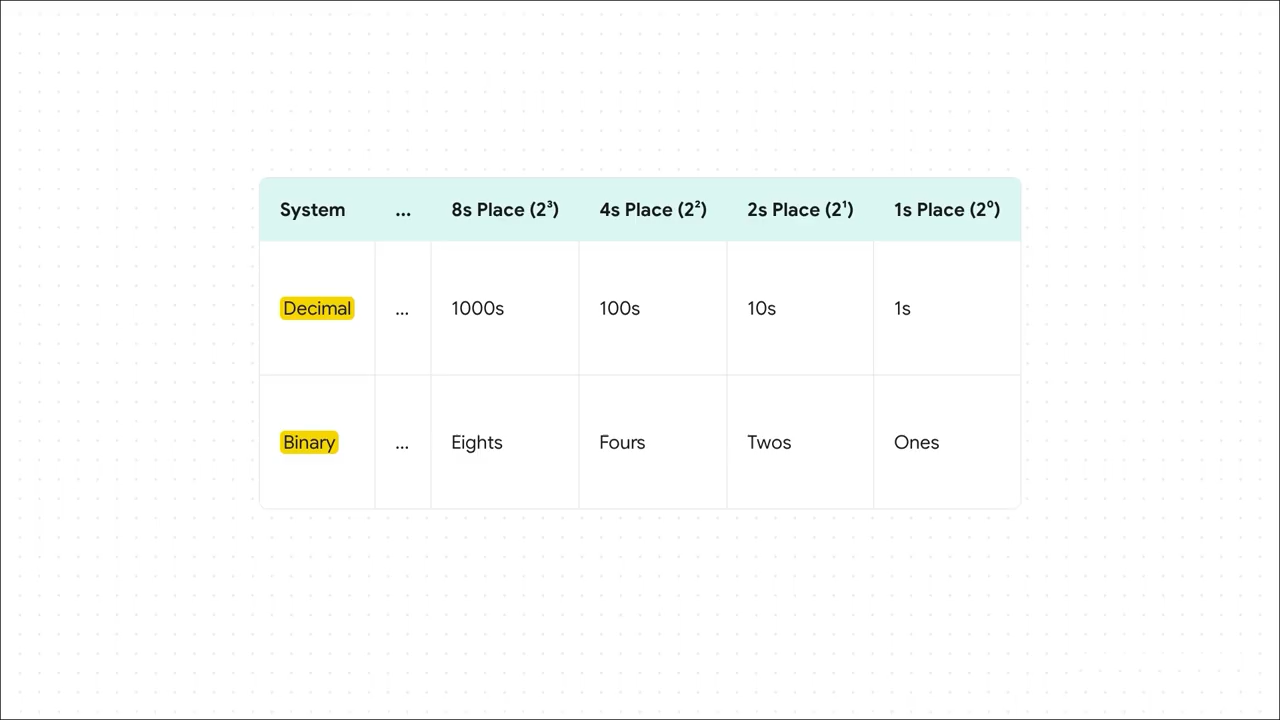 System ... 8s Place (2³) 4s Place (2²) 2s Place (2¹) 1s Place (2⁰)
Decimal ... 1000s 100s 10s 1s
Binary ... Eights Fours Twos Ones